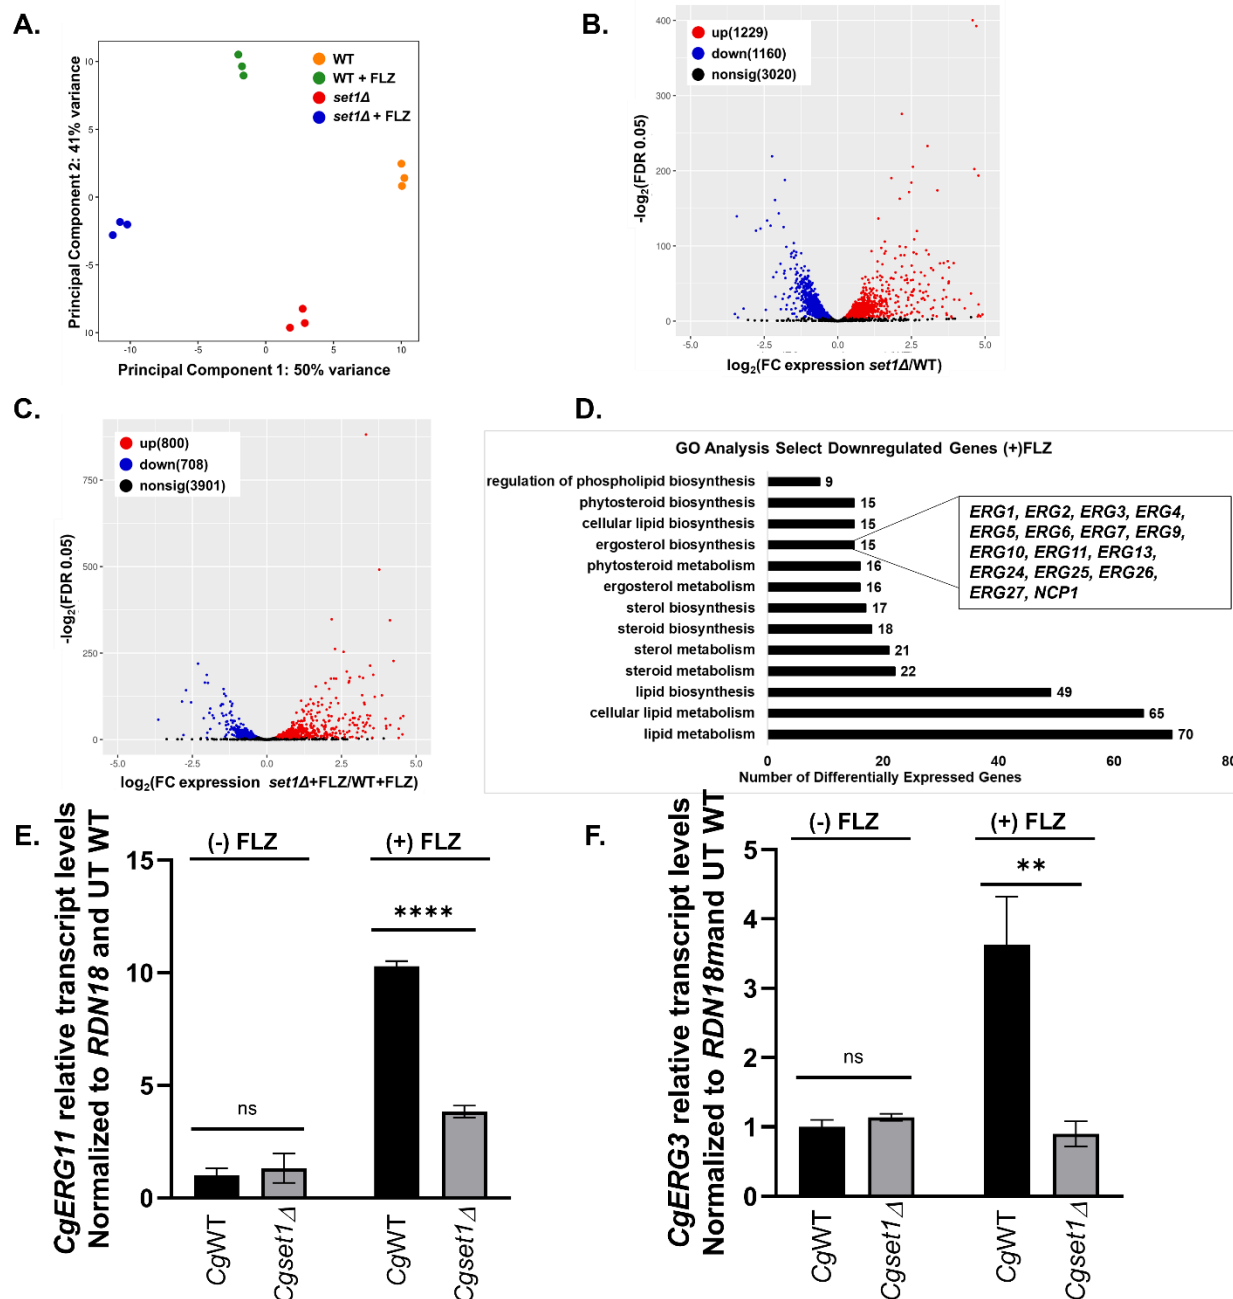 A.
WT
WT + FLZ
set1Δ
set1Δ + FLZ
Principal Component 2: 41% variance
10
5
0
-5
10
-10
-5
0
5
10
Principal Component 1: 50% variance
B.
up(1229)
down(1160)
nonsig(3020)
-log2(FDR 0.05)
400
300
200
100
0
-5.0
-2.5
0.0
2.5
5.0
log2(FC expression set1Δ/WT)
C.
up(800)
down(708)
nonsig(3901)
-log2(FDR 0.05)
750
500
250
0
-5.0
-2.5
0.0
2.5
5.0
log2(FC expression set1Δ+FLZ/WT+FLZ)
D.
GO Analysis Select Downregulated Genes (+)FLZ
regulation of phospholipid biosynthesis 9
phytosteroid biosynthesis 15
cellular lipid biosynthesis 15
ergosterol biosynthesis 15
phytosteroid metabolism 16
ergosterol metabolism 16
sterol biosynthesis 17
steroid biosynthesis 18
sterol metabolism 21
steroid metabolism 22
lipid biosynthesis 49
cellular lipid metabolism 65
lipid metabolism 70
ERG1, ERG2, ERG3, ERG4,
ERG5, ERG6, ERG7, ERG9,
ERG10, ERG11, ERG13,
ERG24, ERG25, ERG26,
ERG27, NCP1
0 20 40 60 80
Number of Differentially Expressed Genes
E.
CgERG11 relative transcript levels
Normalized to RDN18 and UT WT
(-) FLZ
(+) FLZ
15
10
5
0
ns
****
CgWT
Cgset1Δ
CgWT
Cgset1Δ
F.
CgERG3 relative transcript levels
Normalized to RDN18mand UT WT
(-) FLZ
(+) FLZ
5
4
3
2
1
0
ns
**
CgWT
Cgset1Δ
CgWT
Cgset1Δ